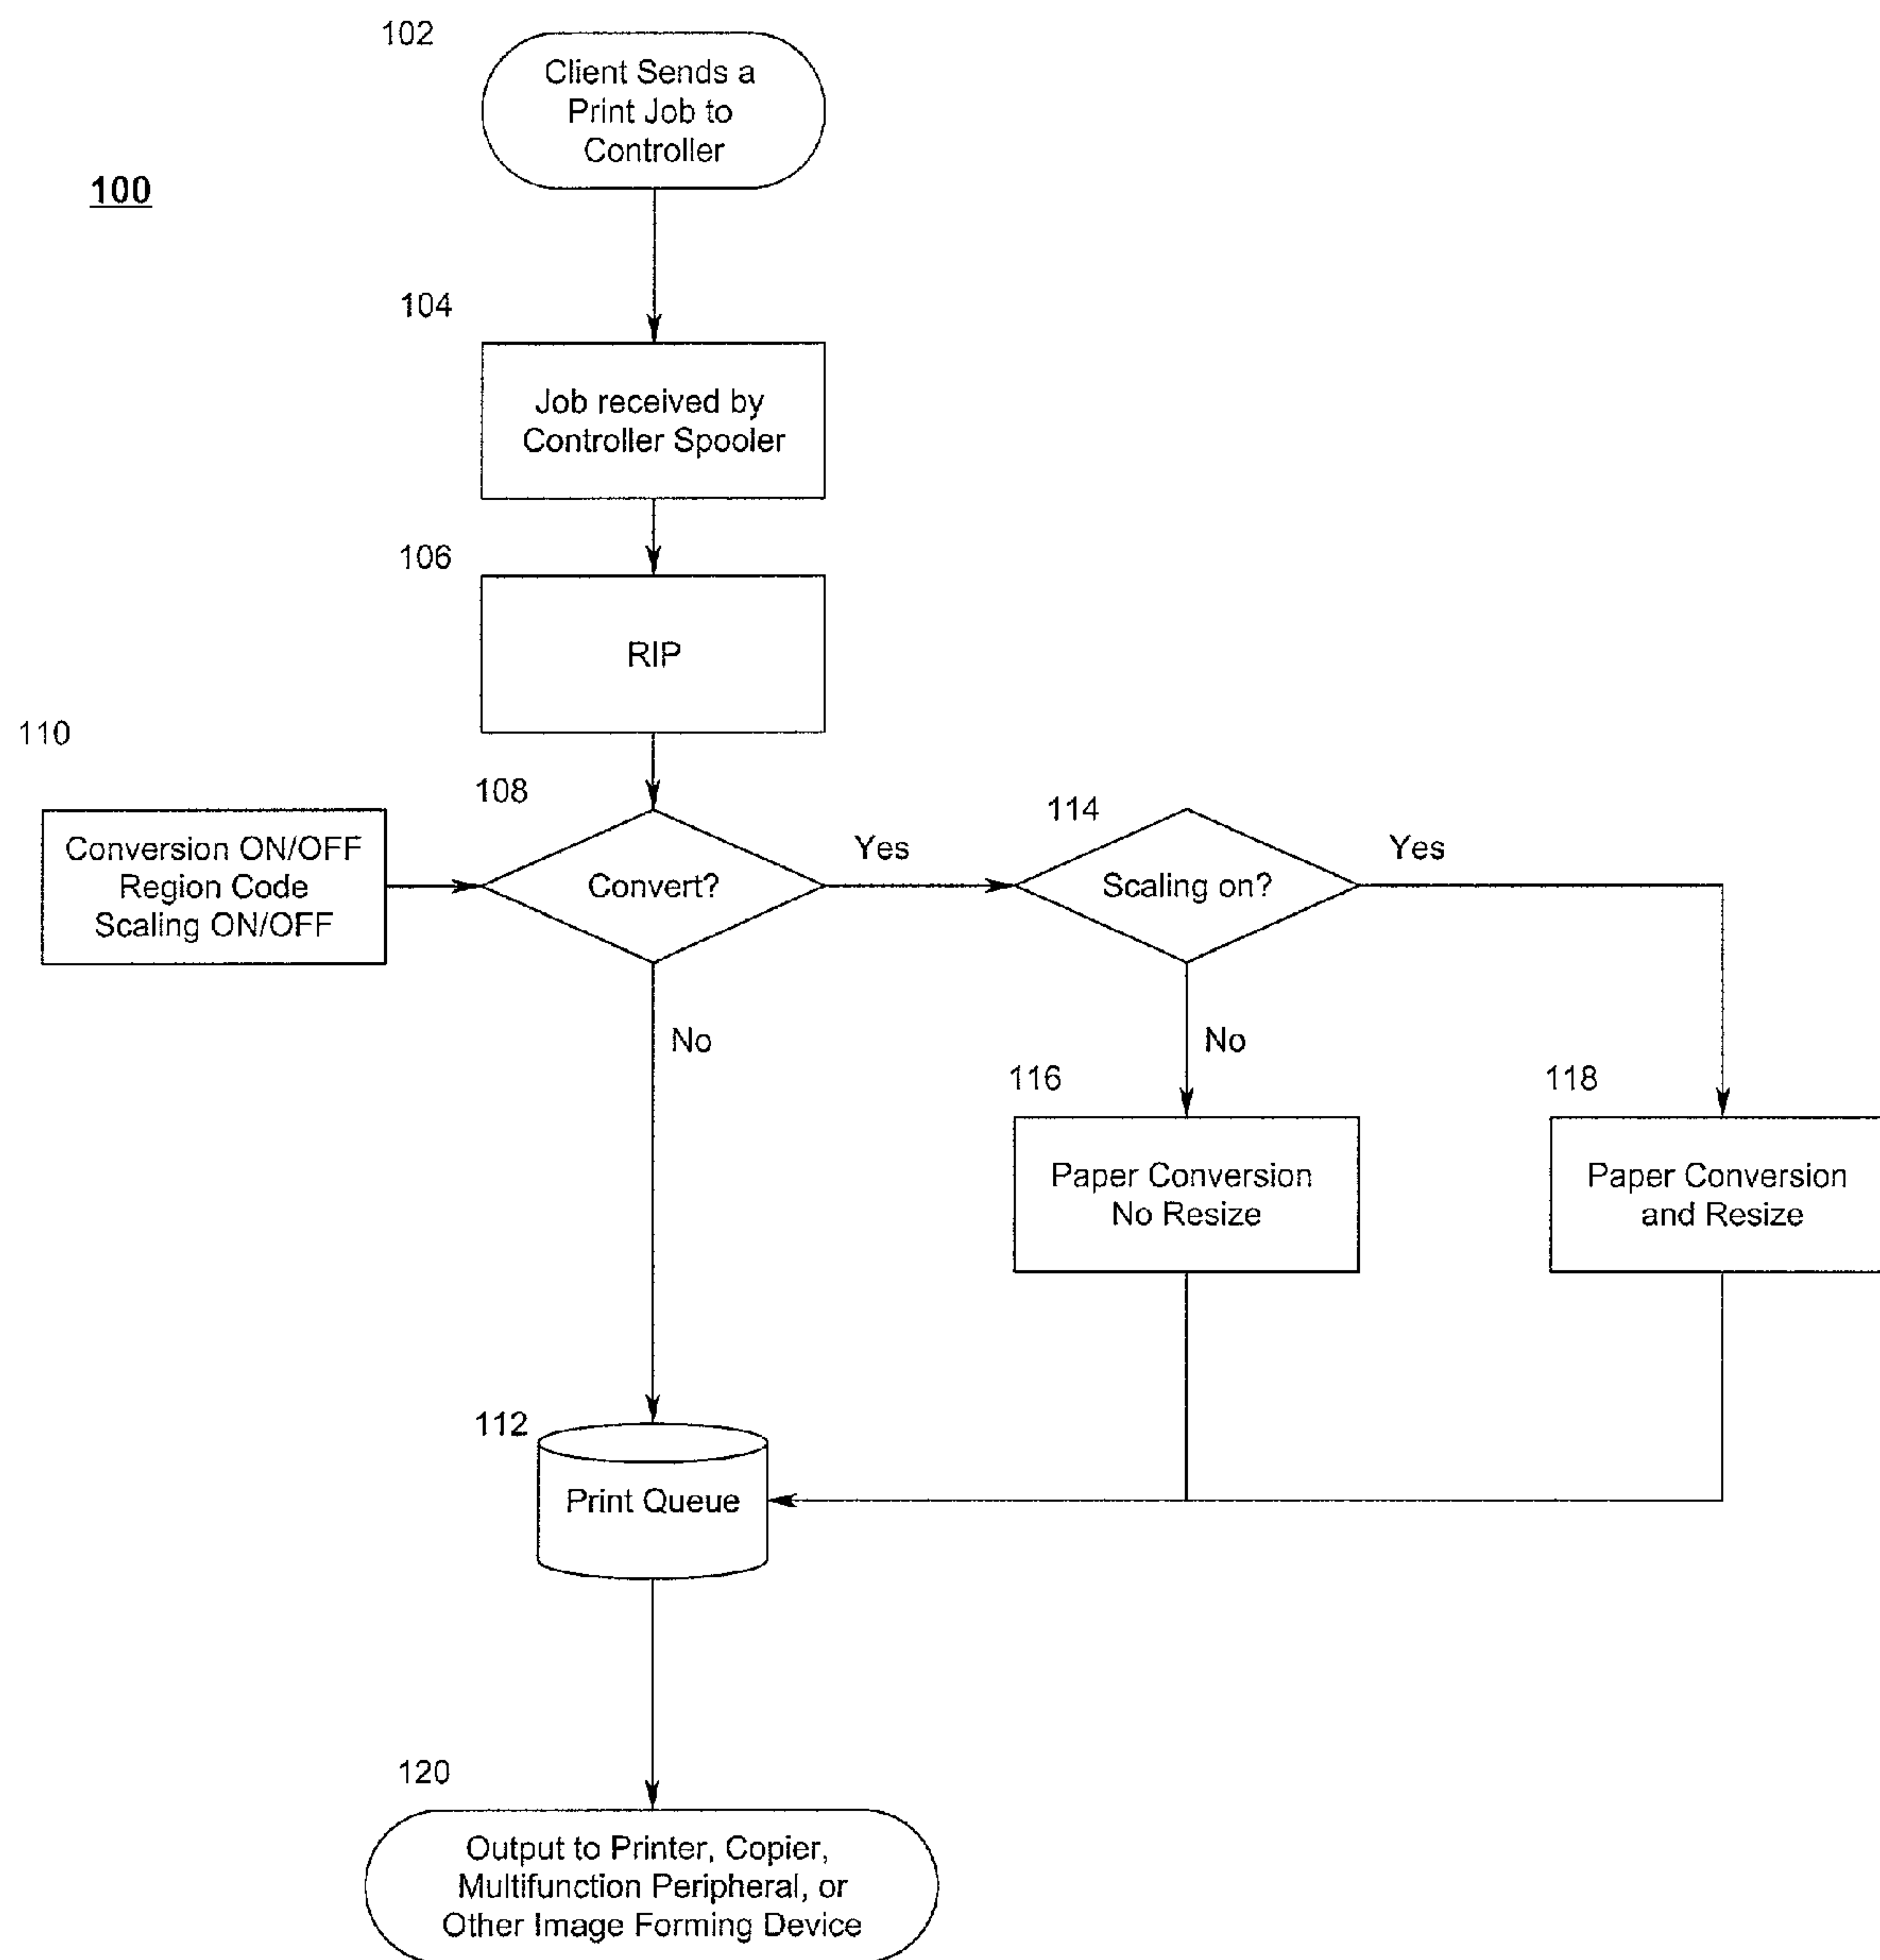 102
Client Sends a
Print Job to
Controller
100
104
Job received by
Controller Spooler
106
RIP
110
Conversion ON/OFF
Region Code
Scaling ON/OFF
108
Convert?
Yes
114
Scaling on?
Yes
No
No
116
Paper Conversion
No Resize
118
Paper Conversion
and Resize
112
Print Queue
120
Output to Printer, Copier,
Multifunction Peripheral, or
Other Image Forming Device